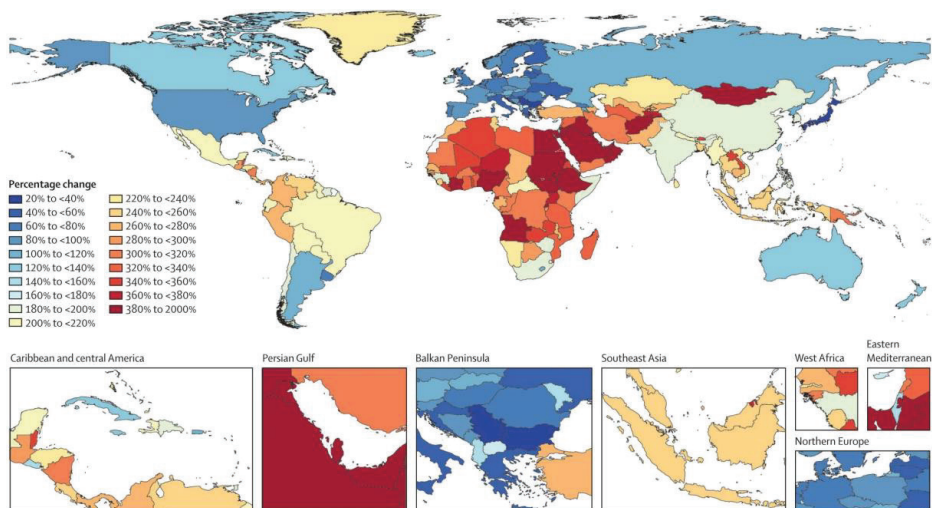 Percentage change
20% to <40%
40% to <60%
60% to <80%
80% to <100%
100% to <120%
120% to <140%
140% to <160%
160% to <180%
180% to <200%
200% to <220%
220% to <240%
240% to <260%
260% to <280%
280% to <300%
300% to <320%
320% to <340%
340% to <360%
360% to <380%
380% to 2000%
Caribbean and central America
Persian Gulf
Balkan Peninsula
Southeast Asia
West Africa
Eastern
Mediterranean
Northern Europe